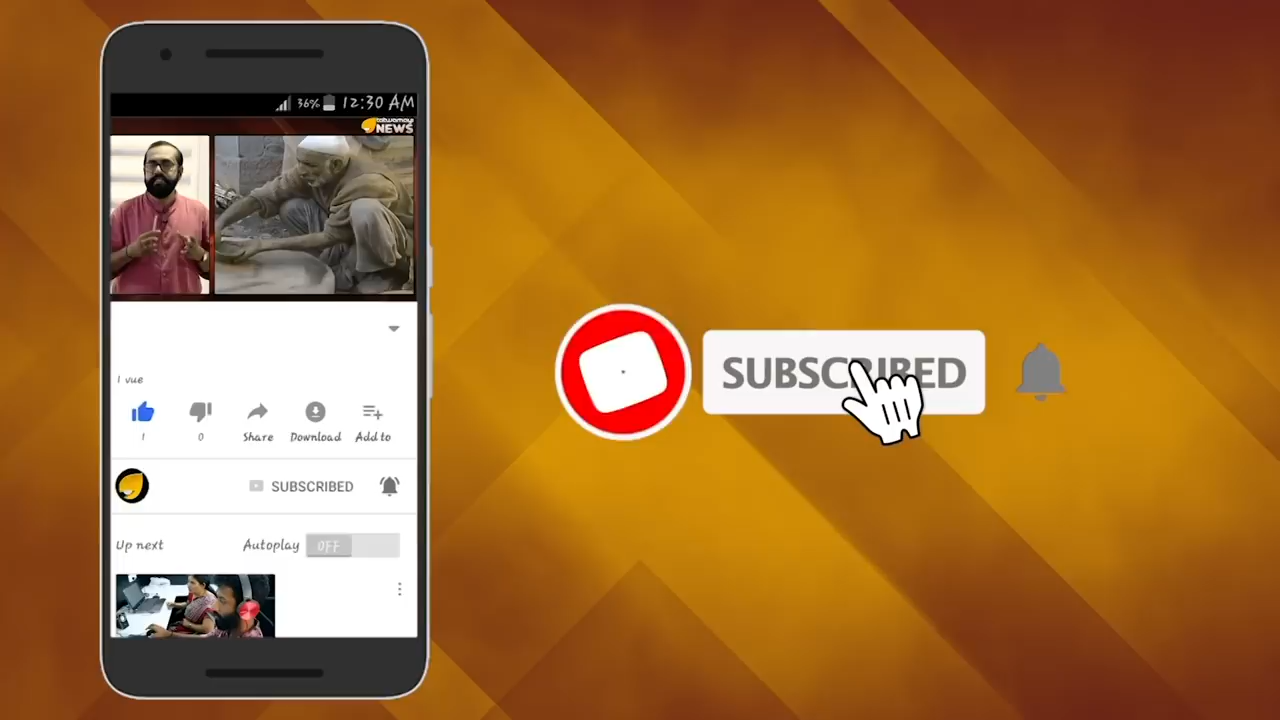 36% 12:30 AM
tatwamayi
NEWS
1 vue
1
0
Share
Download
Add to
SUBSCRIBED
Up next
Autoplay
OFF
SUBSCRIBED